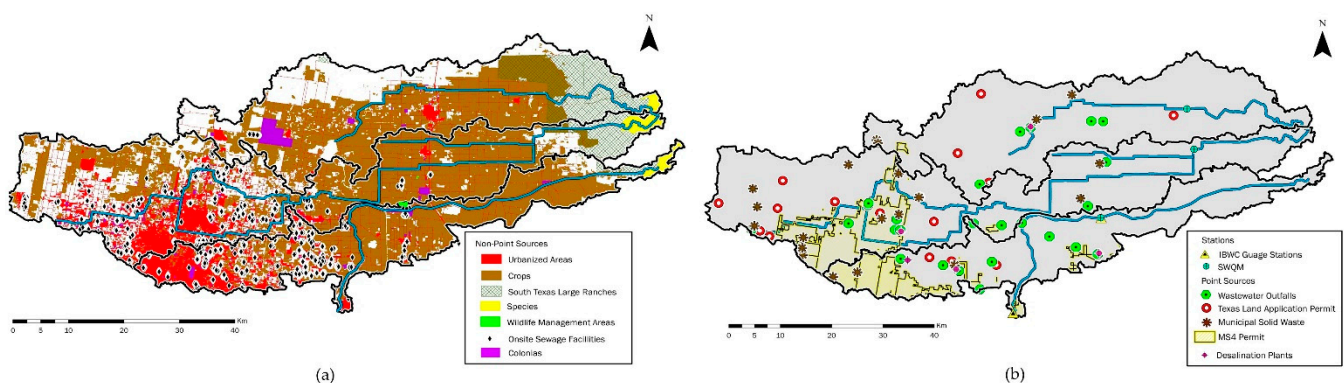 N
Non-Point Sources
Urbanized Areas
Crops
South Texas Large Ranches
Species
Wildlife Management Areas
Onsite Sewage Facillities
Colonias
0 5 10 20 30 40 Km
(a)
N
Stations
IBWC Guage Stations
SWQM
Point Sources
Wastewater Outfalls
Texas Land Application Permit
Municipal Solid Waste
MS4 Permit
Desalination Plants
0 5 10 20 30 40 Km
(b)